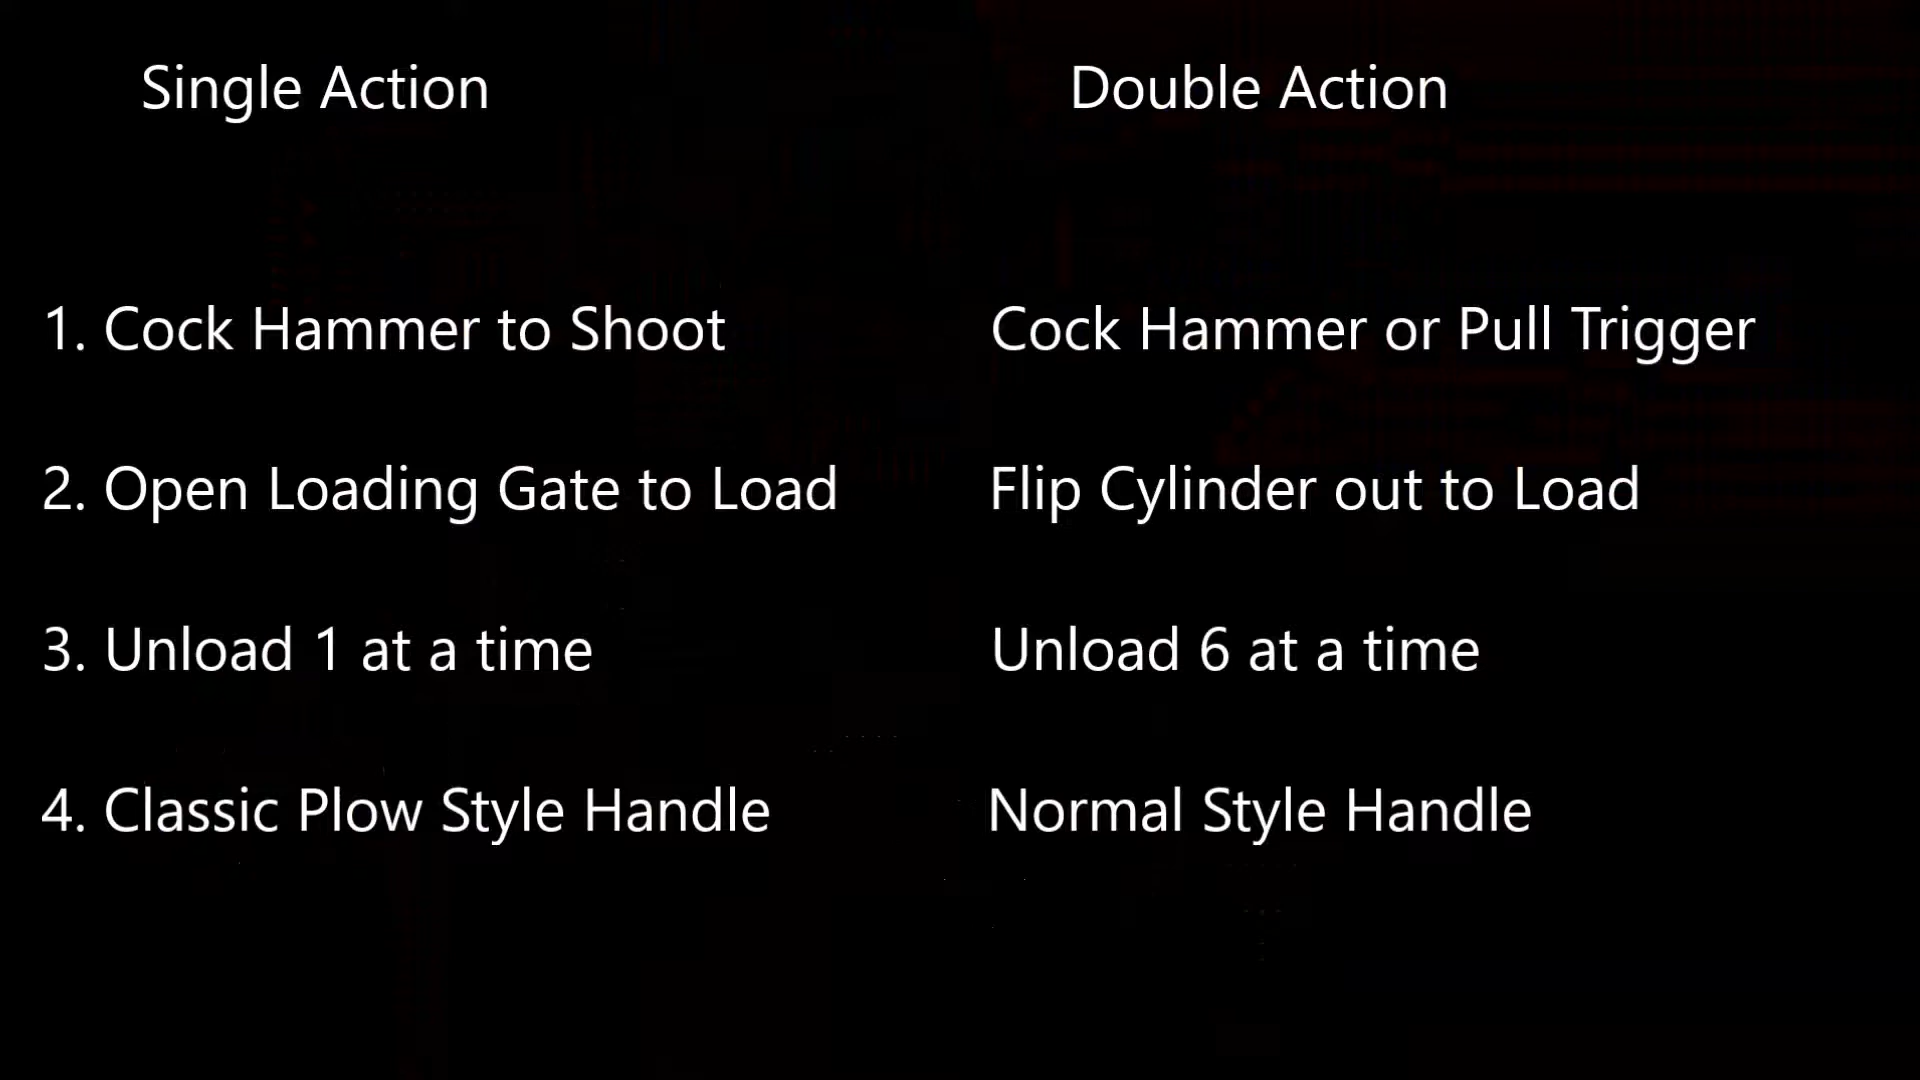 Single Action Double Action
1. Cock Hammer to Shoot Cock Hammer or Pull Trigger
2. Open Loading Gate to Load Flip Cylinder out to Load
3. Unload 1 at a time Unload 6 at a time
4. Classic Plow Style Handle Normal Style Handle